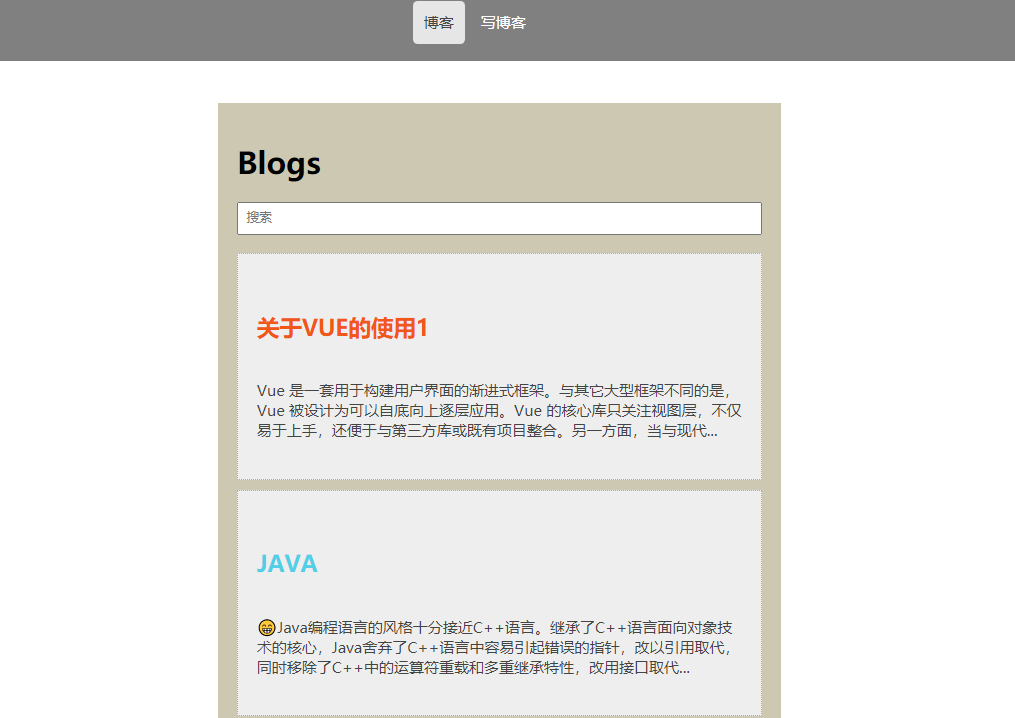 博客 写博客
Blogs
搜索
关于VUE的使用1
Vue 是一套用于构建用户界面的渐进式框架。与其它大型框架不同的是，
Vue 被设计为可以自底向上逐层应用。Vue 的核心库只关注视图层，不仅
易于上手，还便于与第三方库或既有项目整合。另一方面，当与现代...
JAVA
😁Java编程语言的风格十分接近C++语言。继承了C++语言面向对象技
术的核心，Java舍弃了C++语言中容易引起错误的指针，改以引用取代，
同时移除了C++中的运算符重载和多重继承特性，改用接口取代...